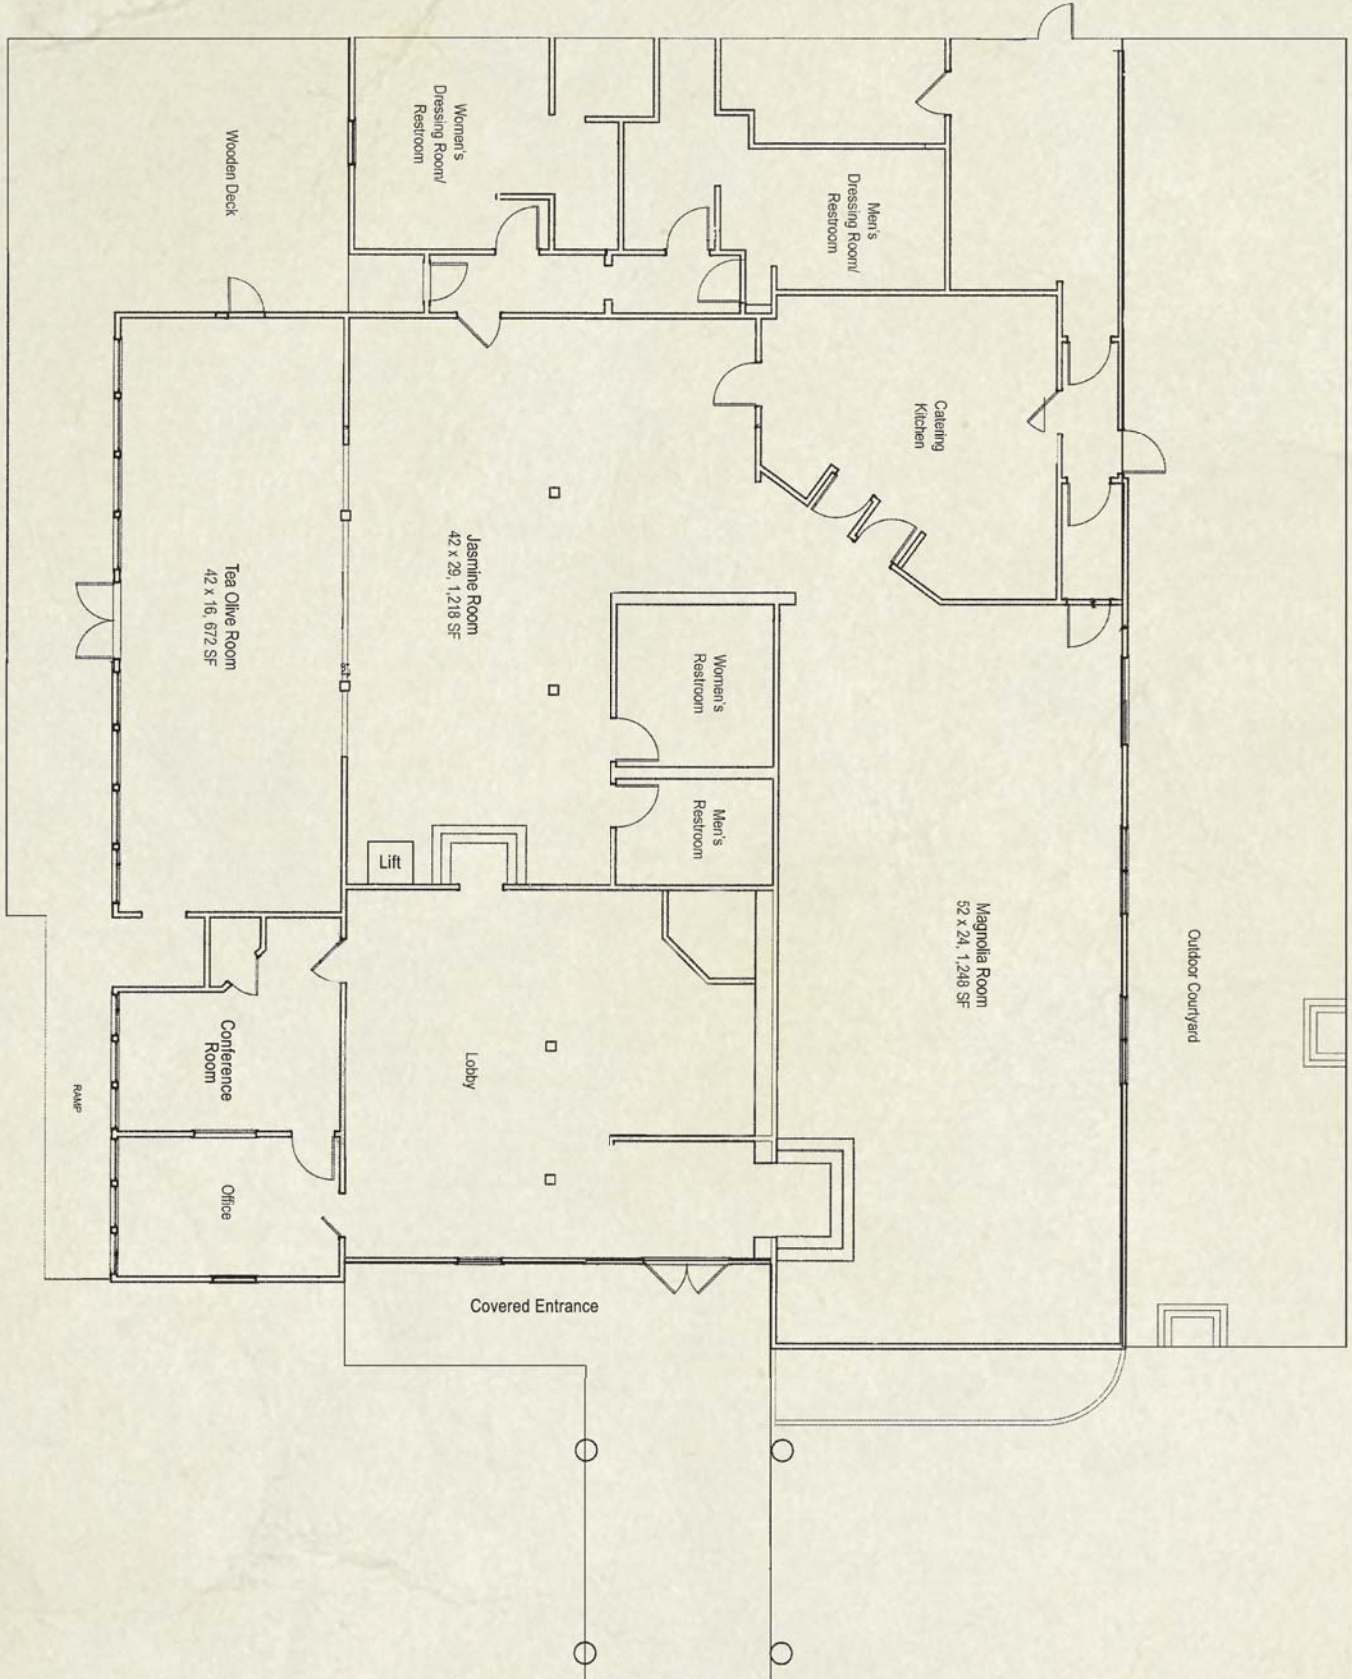 Wooden Deck
Women's
Dressing Room/
Restroom
Men's
Dressing Room/
Restroom
Catering
Kitchen
Tea Olive Room
42 x 16, 672 SF
Jasmine Room
42 x 29, 1,218 SF
Women's
Restroom
Men's
Restroom
Lift
Magnolia Room
52 x 24, 1,248 SF
Outdoor Courtyard
Conference
Room
Lobby
RAMP
Office
Covered Entrance